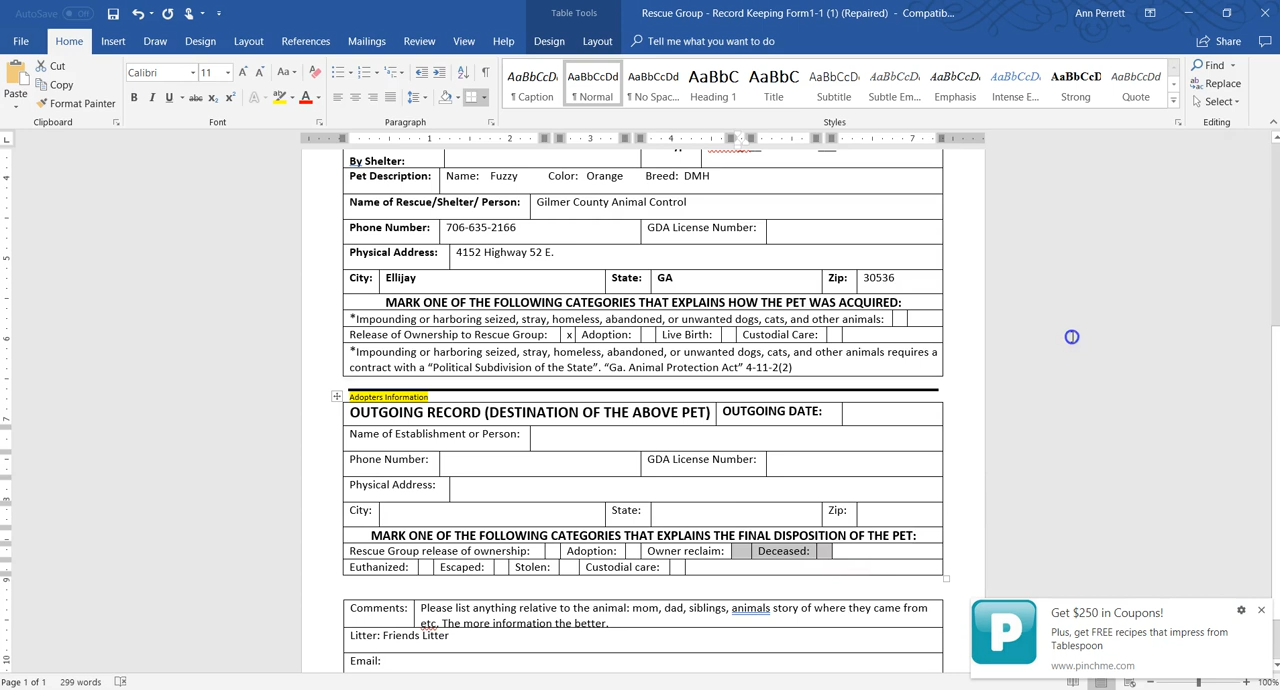 AutoSave Off
Table Tools
Rescue Group - Record Keeping Form1-1 (1) (Repaired) - Compatib...
Ann Perrett
File Home Insert Draw Design Layout References Mailings Review View Help Design Layout Tell me what you want to do Share
Paste Cut
Copy
Format Painter
Calibri 11
Clipboard Font Paragraph Styles Editing
AaBbCcDc AaBbCcDd AaBbCcDd AaBbC AaBbC AaBbCcD AaBbCcDd AaBbCcDd AaBbCcDd AaBbCcD AaBbCcDd
¶ Caption ¶ Normal ¶ No Spac... Heading 1 Title Subtitle Subtle Em... Emphasis Intense E... Strong Quote
Find
Replace
Select
By Shelter:
Pet Description: Name: Fuzzy Color: Orange Breed: DMH
Name of Rescue/Shelter/ Person: Gilmer County Animal Control
Phone Number: 706-635-2166 GDA License Number:
Physical Address: 4152 Highway 52 E.
City: Ellijay State: GA Zip: 30536
MARK ONE OF THE FOLLOWING CATEGORIES THAT EXPLAINS HOW THE PET WAS ACQUIRED:
*Impounding or harboring seized, stray, homeless, abandoned, or unwanted dogs, cats, and other animals:
Release of Ownership to Rescue Group: x Adoption: Live Birth: Custodial Care:
*Impounding or harboring seized, stray, homeless, abandoned, or unwanted dogs, cats, and other animals requires a
contract with a “Political Subdivision of the State”. “Ga. Animal Protection Act” 4-11-2(2)
Adopters Information
OUTGOING RECORD (DESTINATION OF THE ABOVE PET) OUTGOING DATE:
Name of Establishment or Person:
Phone Number: GDA License Number:
Physical Address:
City: State: Zip:
MARK ONE OF THE FOLLOWING CATEGORIES THAT EXPLAINS THE FINAL DISPOSITION OF THE PET:
Rescue Group release of ownership: Adoption: Owner reclaim: Deceased:
Euthanized: Escaped: Stolen: Custodial care:
Comments: Please list anything relative to the animal: mom, dad, siblings, animals story of where they came from
etc. The more information the better.
Litter: Friends Litter
Email:
Get $250 in Coupons!
Plus, get FREE recipes that impress from
Tablespoon
www.pinchme.com
Page 1 of 1 299 words 100%